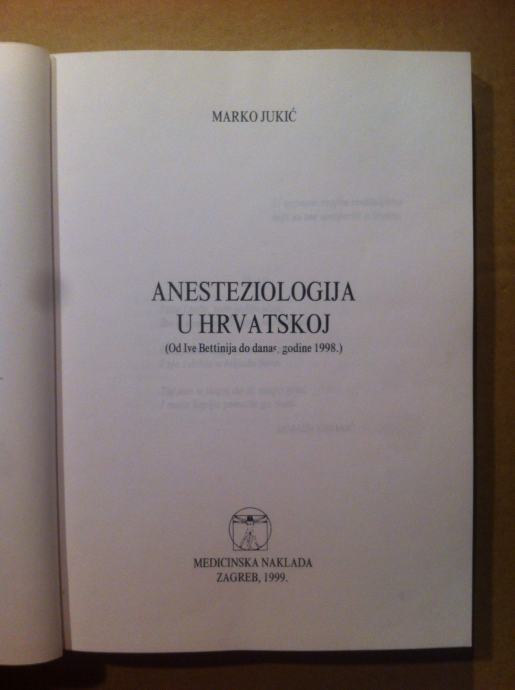 MARKO JUKIĆ
ANESTEZIOLOGIJA
U HRVATSKOJ
(Od Ive Bettinija do danas, godine 1998.)
MEDICINSKA NAKLADA
ZAGREB, 1999.